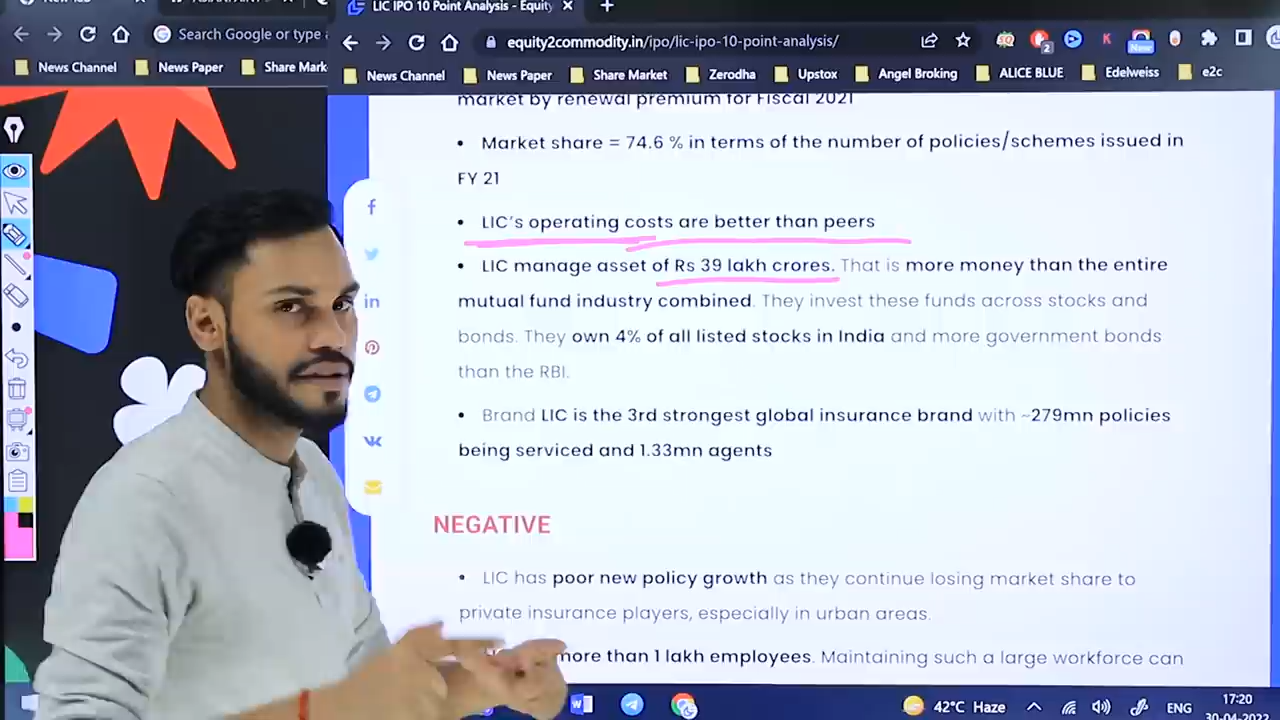 LIC IPO 10 Point Analysis - Equity
Search Google or type a
equity2commodity.in/ipo/lic-ipo-10-point-analysis/
2
New
News Channel
News Paper
Share Mark
News Channel
News Paper
Share Market
Zerodha
Upstox
Angel Broking
ALICE BLUE
Edelweiss
e2c
market by renewal premium for Fiscal 2021
• Market share = 74.6 % in terms of the number of policies/schemes issued in
FY 21
• LIC's operating costs are better than peers
• LIC manage asset of Rs 39 lakh crores. That is more money than the entire
mutual fund industry combined. They invest these funds across stocks and
bonds. They own 4% of all listed stocks in India and more government bonds
than the RBI.
• Brand LIC is the 3rd strongest global insurance brand with ~279mn policies
being serviced and 1.33mn agents
NEGATIVE
• LIC has poor new policy growth as they continue losing market share to
private insurance players, especially in urban areas.
more than 1 lakh employees. Maintaining such a large workforce can
42°C Haze
ENG
17:20
30-04-2022